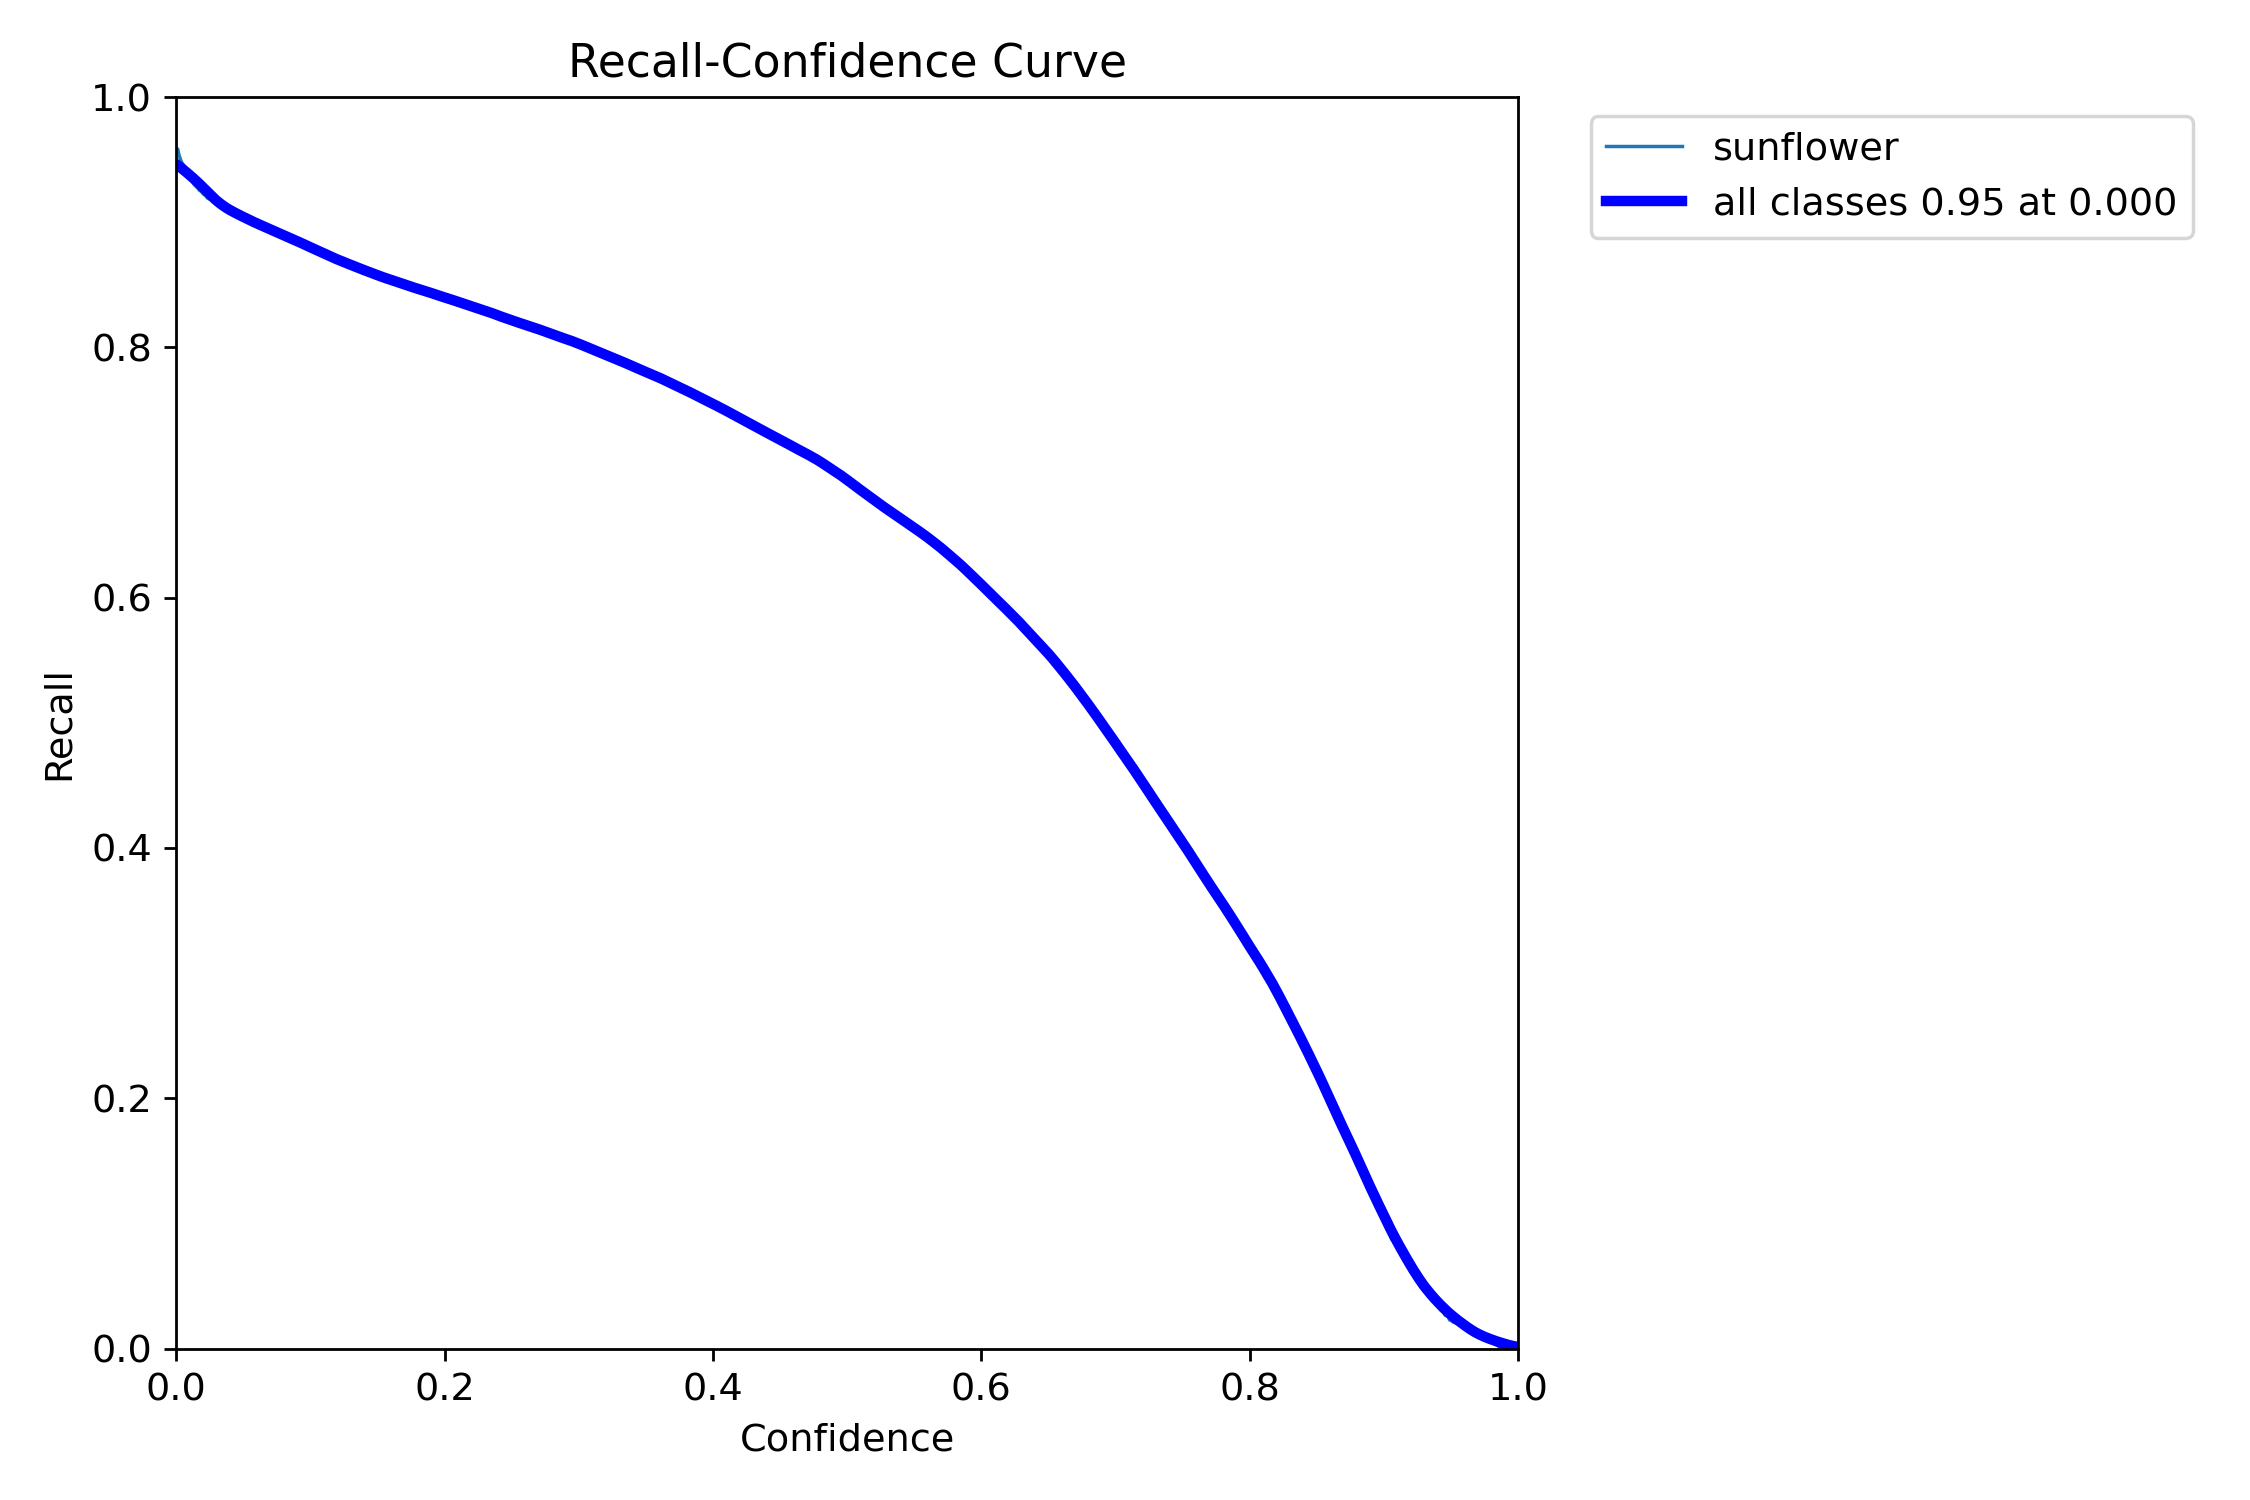 Recall-Confidence Curve
sunflower
all classes 0.95 at 0.000
1.0
0.8
0.6
0.4
0.2
0.0
Recall
0.0 0.2 0.4 0.6 0.8 1.0
Confidence